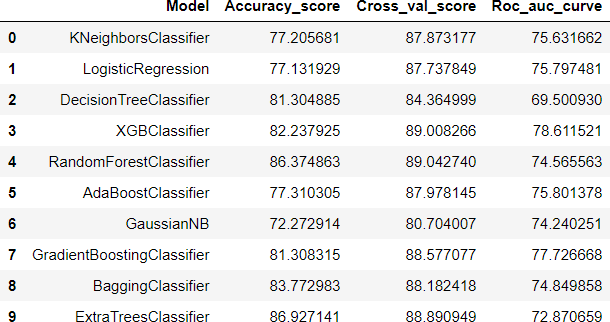 Model Accuracy_score Cross_val_score Roc_auc_curve
0 KNeighborsClassifier 77.205681 87.873177 75.631662
1 LogisticRegression 77.131929 87.737849 75.797481
2 DecisionTreeClassifier 81.304885 84.364999 69.500930
3 XGBClassifier 82.237925 89.008266 78.611521
4 RandomForestClassifier 86.374863 89.042740 74.565563
5 AdaBoostClassifier 77.310305 87.978145 75.801378
6 GaussianNB 72.272914 80.704007 74.240251
7 GradientBoostingClassifier 81.308315 88.577077 77.726668
8 BaggingClassifier 83.772983 88.182418 74.849858
9 ExtraTreesClassifier 86.927141 88.890949 72.870659